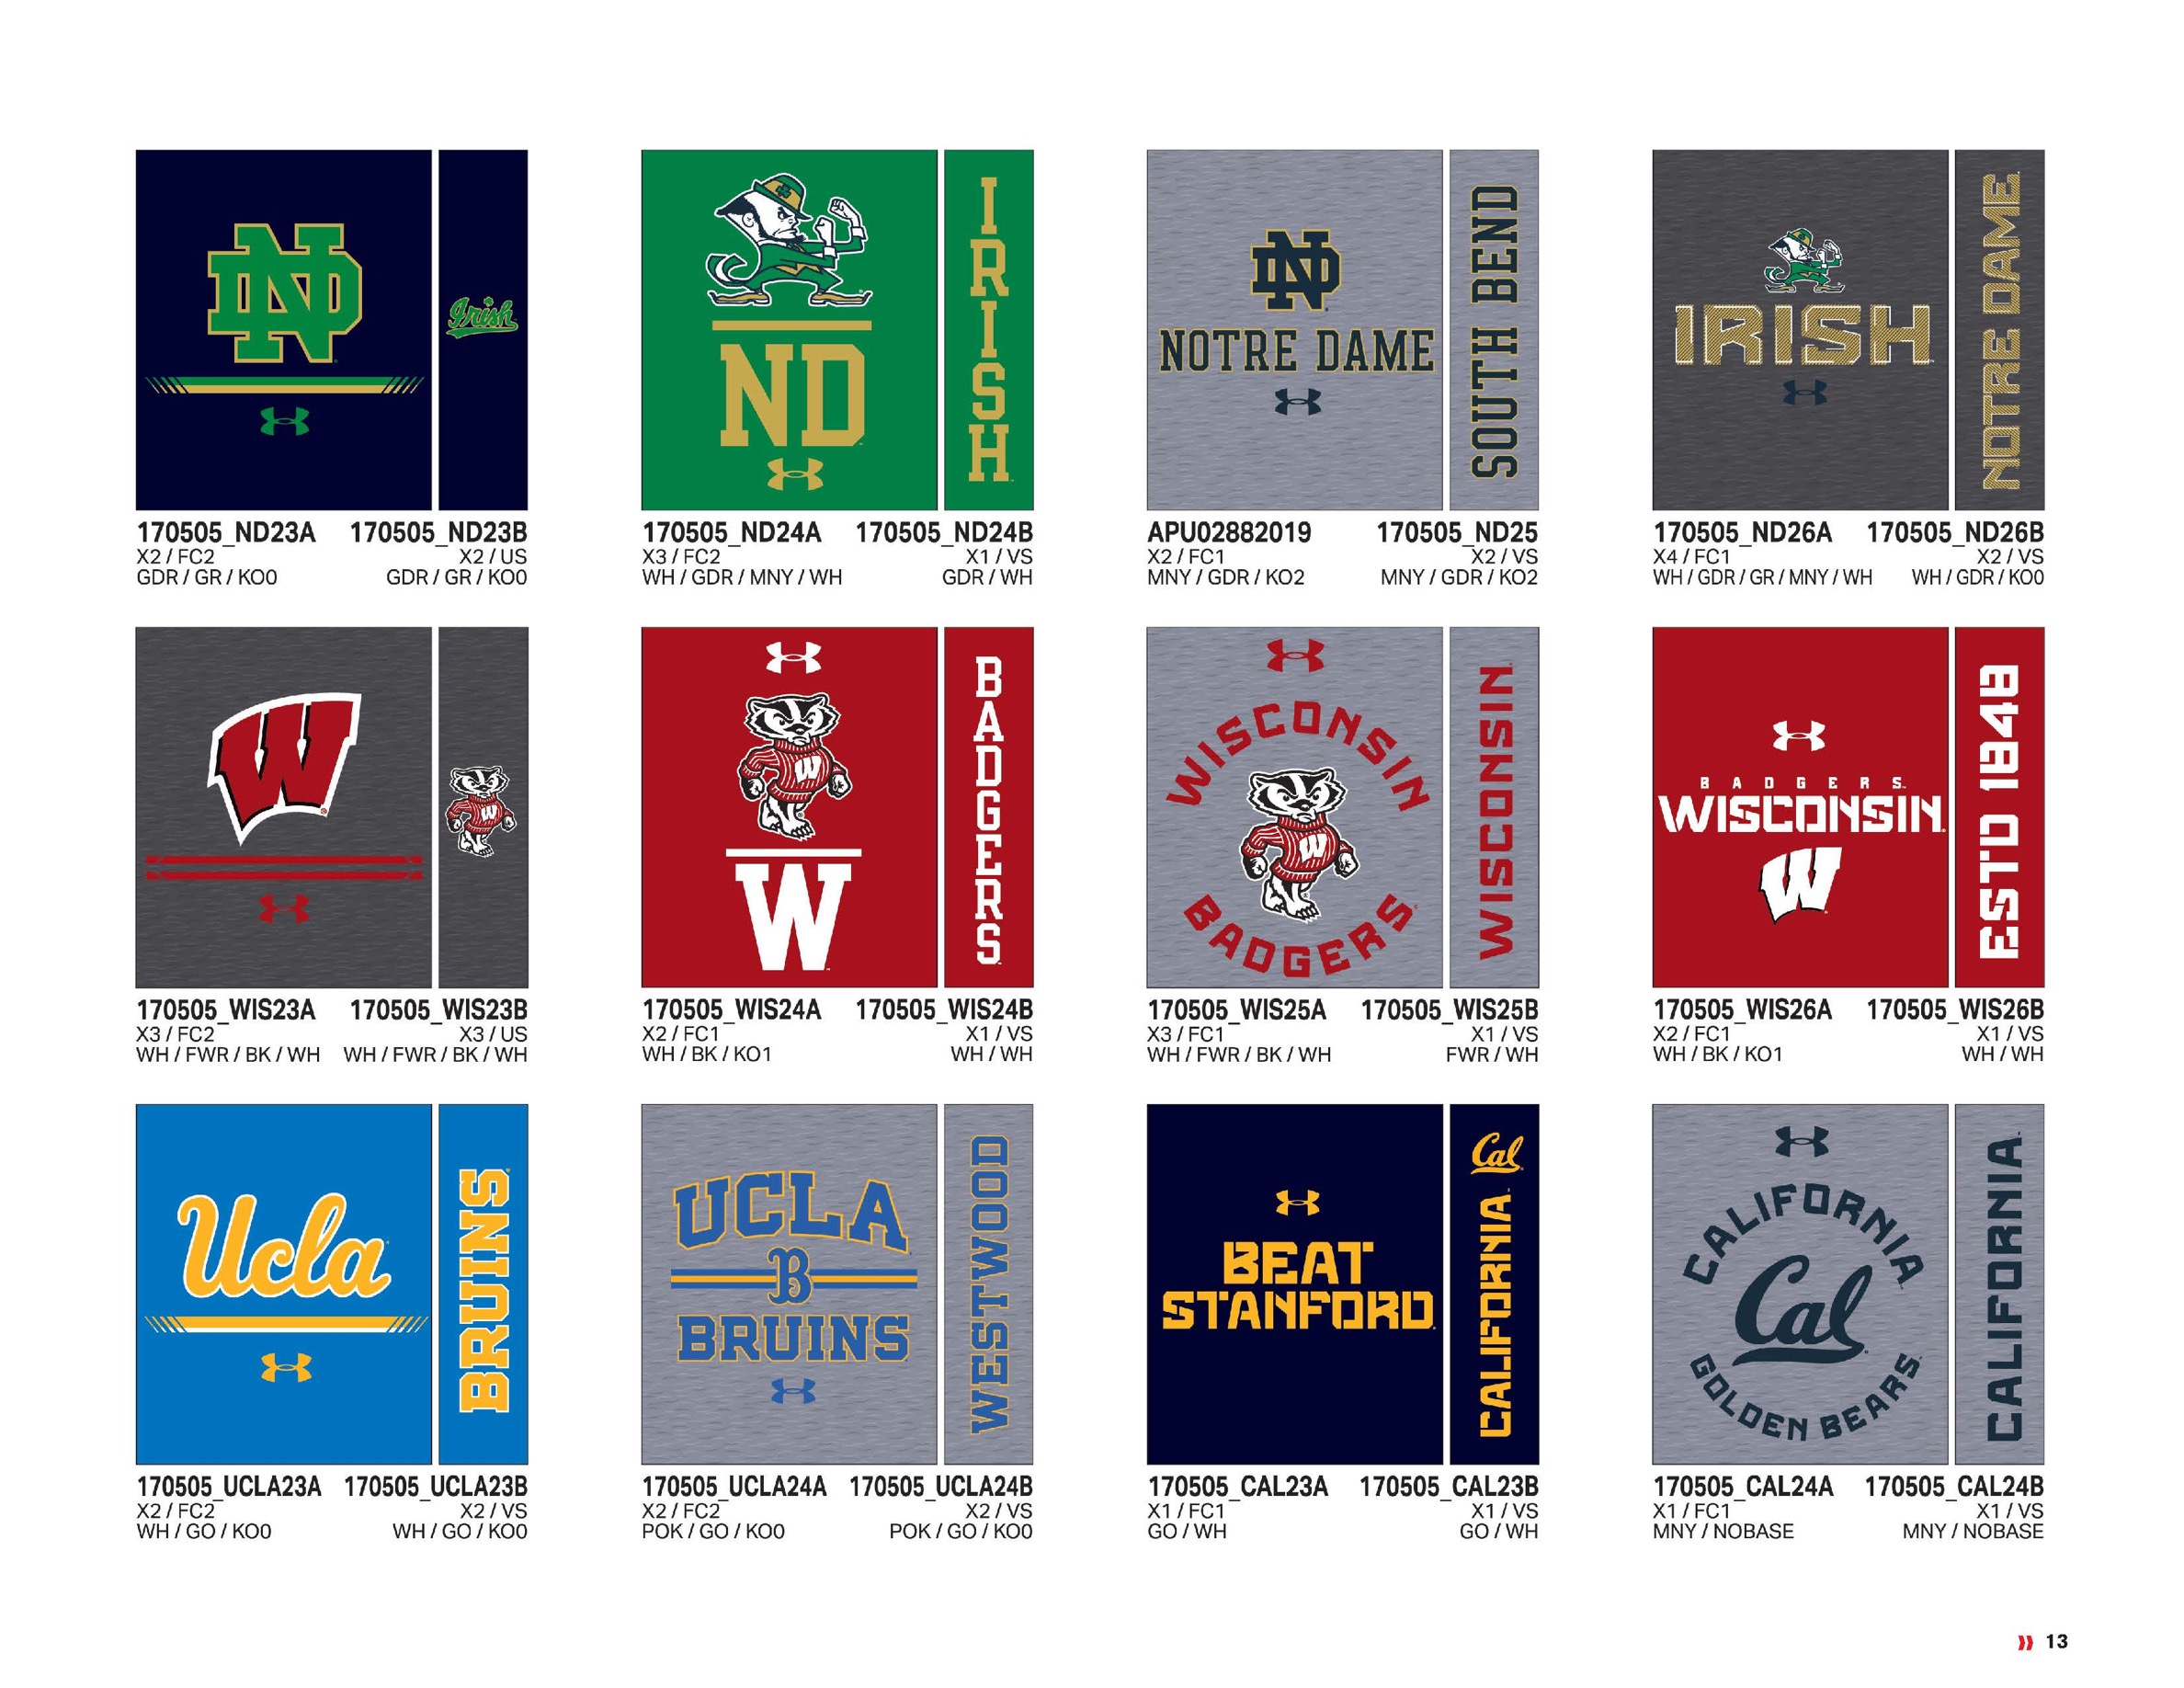 ND
Irish
170505_ND23A 170505_ND23B
X2 / FC2 X2 / US
GDR / GR / KO0 GDR / GR / KO0
ND
IRISH
170505_ND24A 170505_ND24B
X3 / FC2 X1 / VS
WH / GDR / MNY / WH GDR / WH
ND
NOTRE DAME
SOUTH BEND
APU02882019 170505_ND25
X2 / FC1 X2 / VS
MNY / GDR / KO2 MNY / GDR / KO2
IRISH
NOTRE DAME
170505_ND26A 170505_ND26B
X4 / FC1 X2 / VS
WH / GDR / GR / MNY / WH WH / GDR / KO0
W
W
170505_WIS23A 170505_WIS23B
X3 / FC2 X3 / US
WH / FWR / BK / WH WH / FWR / BK / WH
W
W
BADGERS
170505_WIS24A 170505_WIS24B
X2 / FC1 X1 / VS
WH / BK / KO1 WH / WH
WISCONSIN
W
BADGERS
WISCONSIN
170505_WIS25A 170505_WIS25B
X3 / FC1 X1 / VS
WH / FWR / BK / WH FWR / WH
BADGERS
WISCONSIN
W
ESTD 1848
170505_WIS26A 170505_WIS26B
X2 / FC1 X1 / VS
WH / BK / KO1 WH / WH
Ucla
BRUINS
170505_UCLA23A 170505_UCLA23B
X2 / FC2 X2 / VS
WH / GO / KO0 WH / GO / KO0
UCLA
B
BRUINS
WESTWOOD
170505_UCLA24A 170505_UCLA24B
X2 / FC2 X2 / VS
POK / GO / KO0 POK / GO / KO0
BEAT
STANFORD
Cal
CALIFORNIA
170505_CAL23A 170505_CAL23B
X1 / FC1 X1 / VS
GO / WH GO / WH
CALIFORNIA
Cal
GOLDEN BEARS
CALIFORNIA
170505_CAL24A 170505_CAL24B
X1 / FC1 X1 / VS
MNY / NOBASE MNY / NOBASE
13